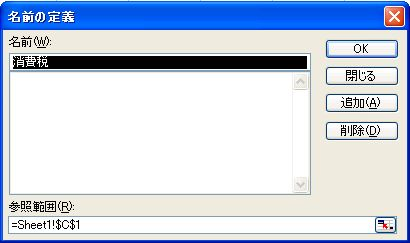 名前の定義
名前(W):
消費税
OK
閉じる
追加(A)
削除(D)
参照範囲(R):
=Sheet1!$C$1